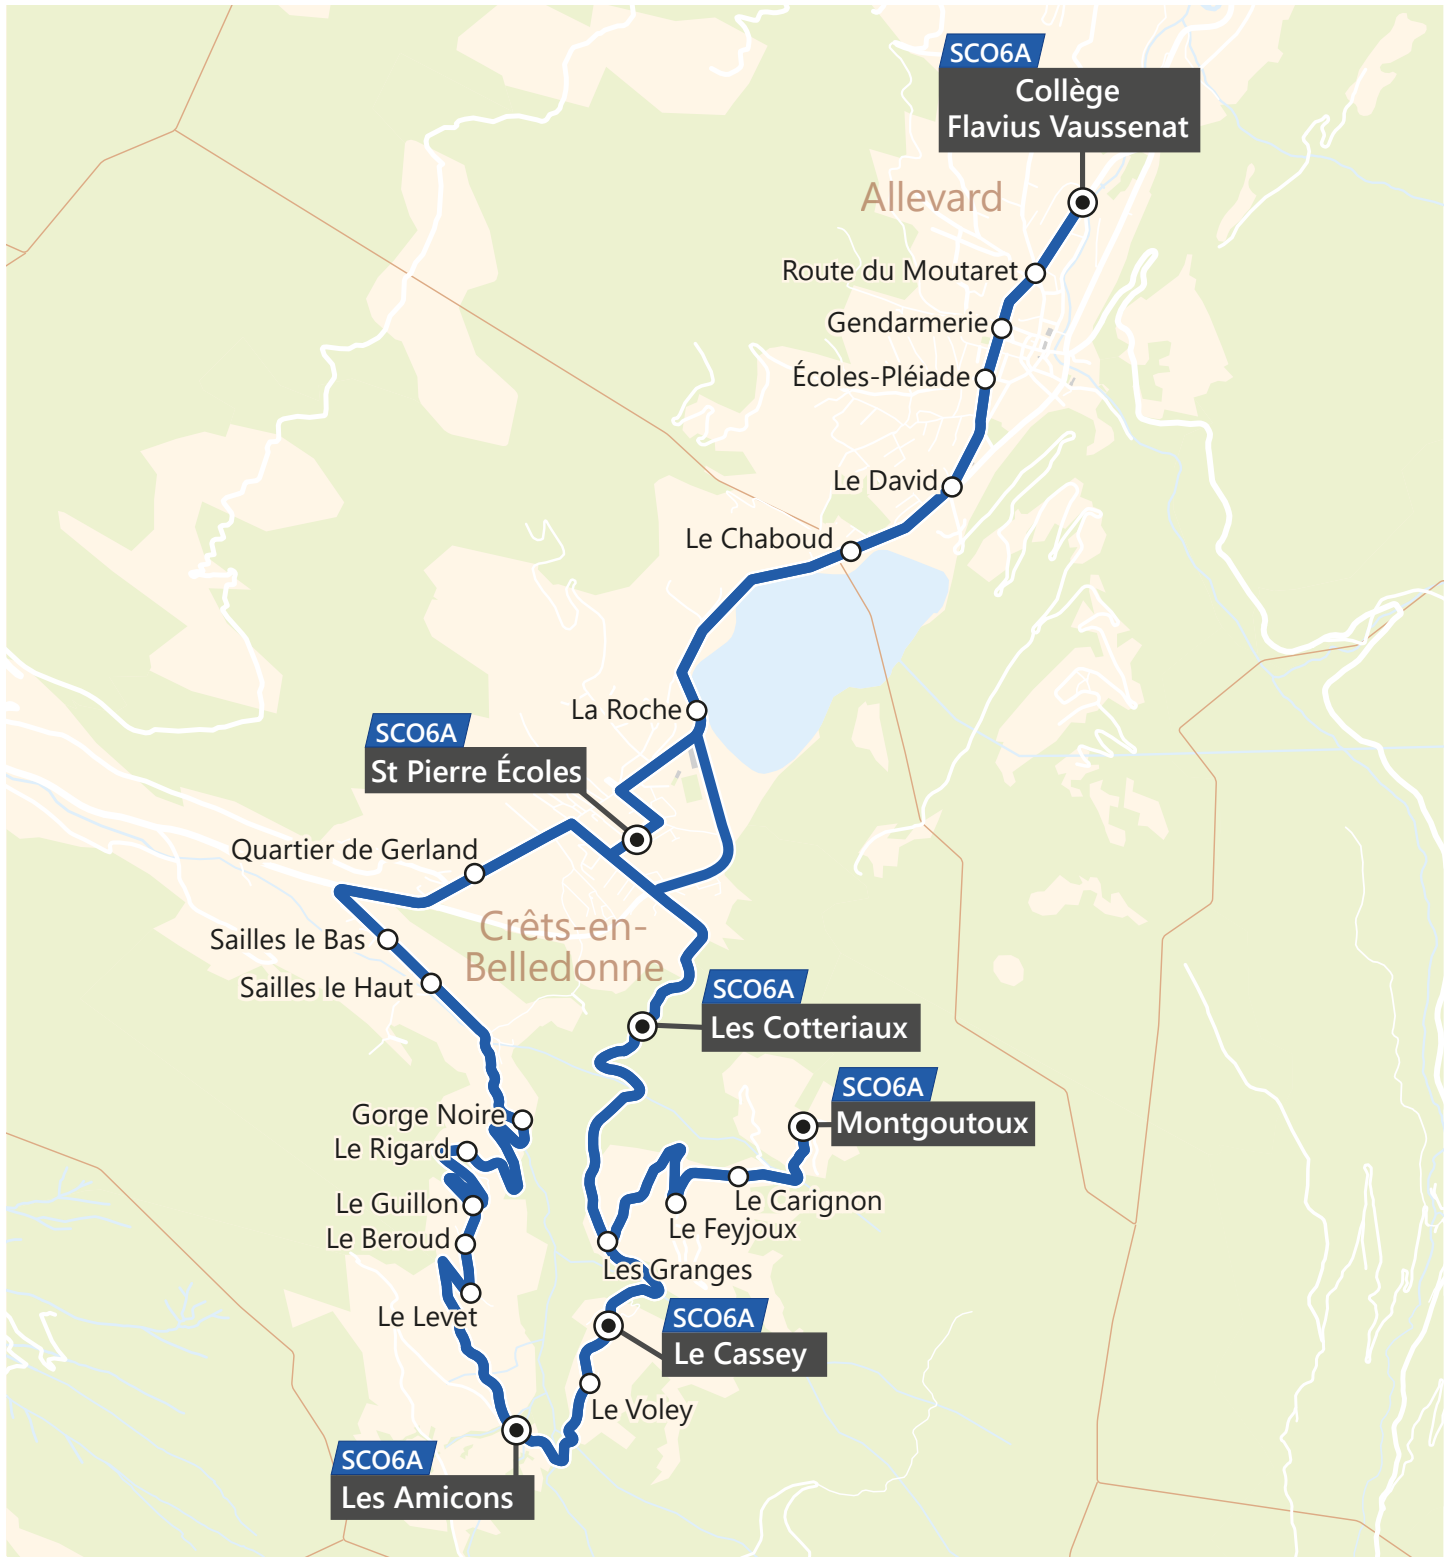 SCO6A
Collège
Flavius Vaussenat
Allevard
Route du Moutaret
Gendarmerie
Écoles-Pléiade
Le David
Le Chaboud
La Roche
SCO6A
St Pierre Écoles
Quartier de Gerland
Crêts-en-
Belledonne
Sailles le Bas
Sailles le Haut
SCO6A
Les Cotteriaux
SCO6A
Montgoutoux
Gorge Noire
Le Rigard
Le Guillon
Le Carignon
Le Feyjoux
Le Beroud
Les Granges
Le Levet
SCO6A
Le Cassey
Le Voley
SCO6A
Les Amicons